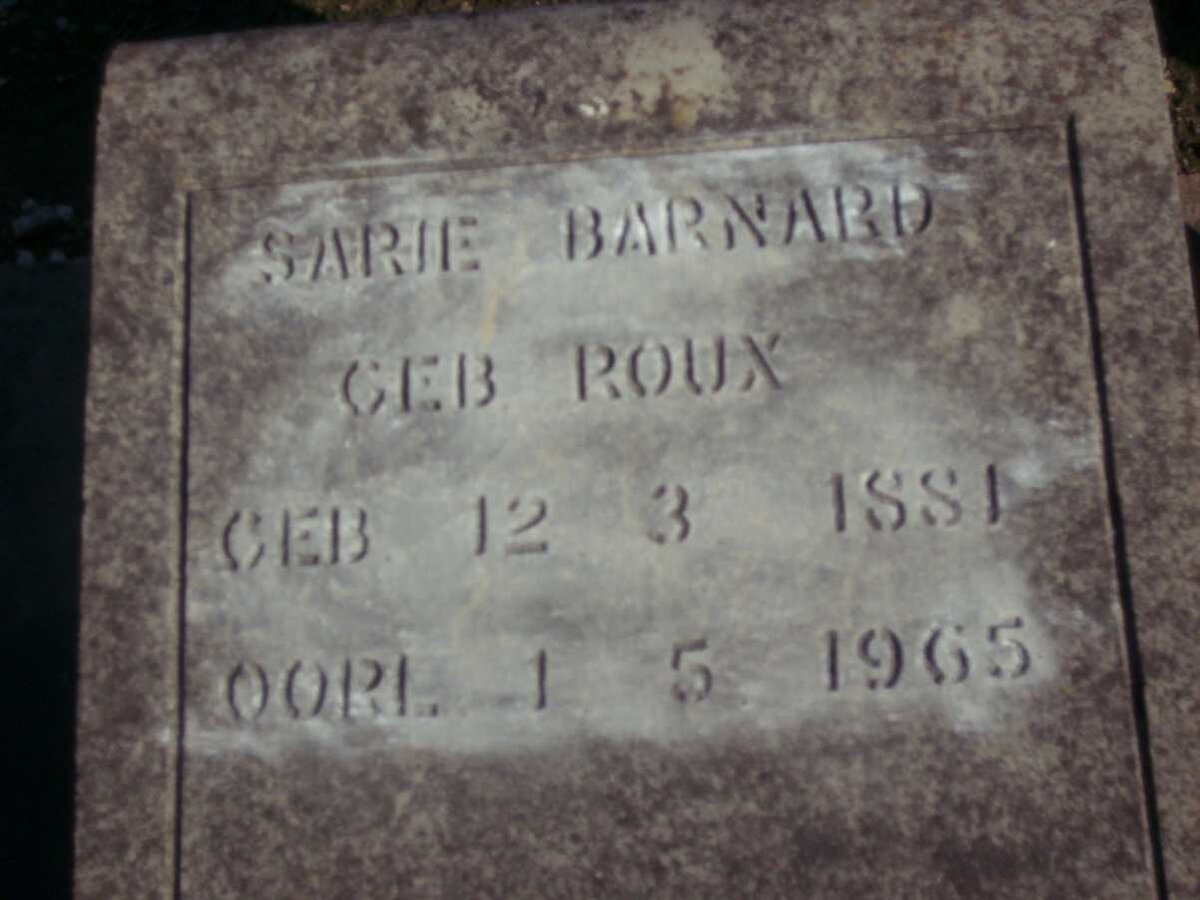 SARIE BARNARD
GEB ROUX
GEB 12 3 1881
OORL 1 5 1965